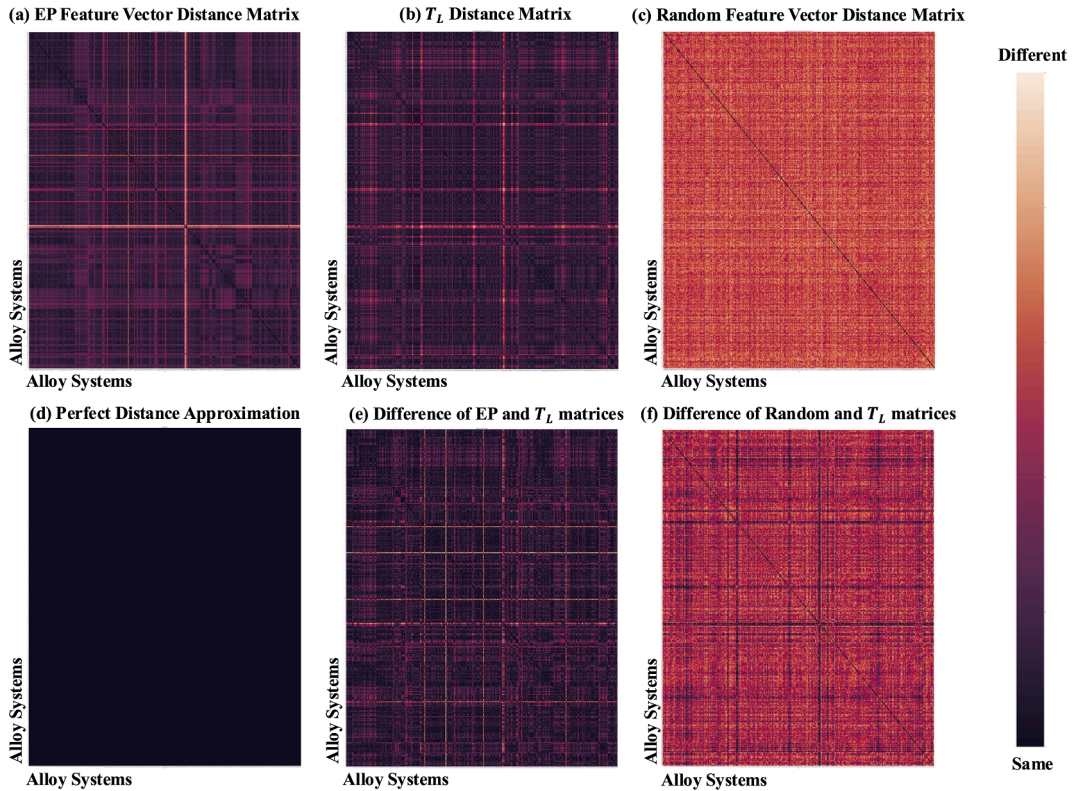 (a) EP Feature Vector Distance Matrix
(b) T_L Distance Matrix
(c) Random Feature Vector Distance Matrix
Different
Alloy Systems
Alloy Systems
Alloy Systems
Alloy Systems
Alloy Systems
Alloy Systems
(d) Perfect Distance Approximation
(e) Difference of EP and T_L matrices
(f) Difference of Random and T_L matrices
Alloy Systems
Alloy Systems
Alloy Systems
Alloy Systems
Alloy Systems
Alloy Systems
Same